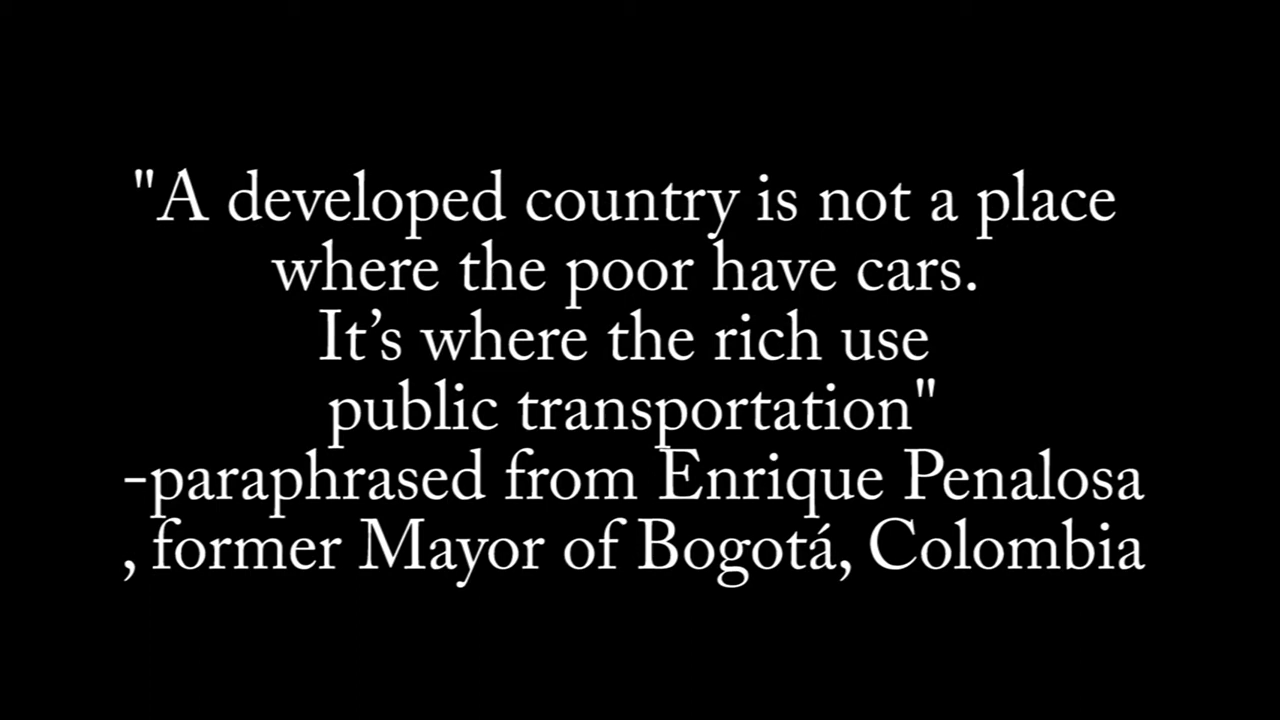 "A developed country is not a place
where the poor have cars.
It’s where the rich use
public transportation"
-paraphrased from Enrique Penalosa
, former Mayor of Bogotá, Colombia